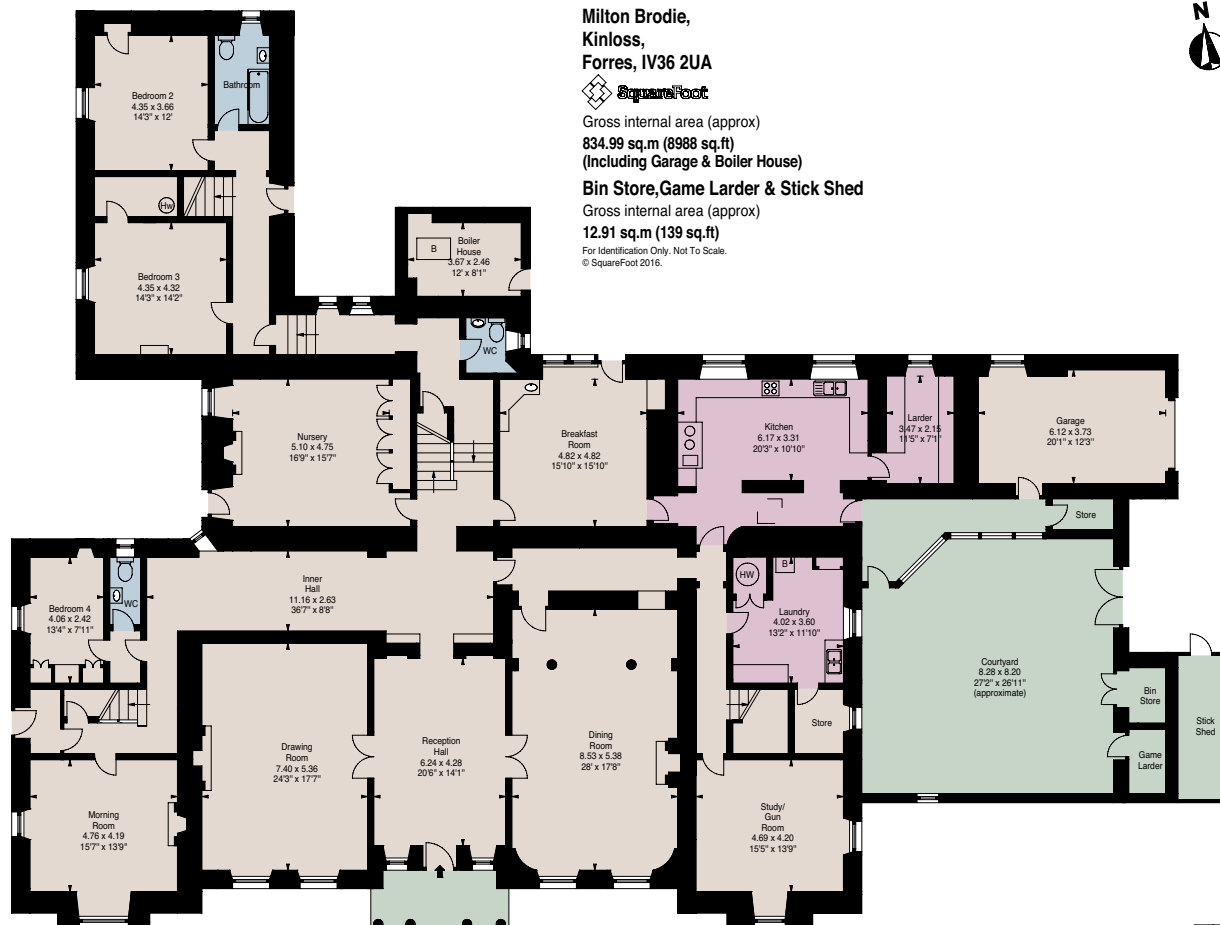 Milton Brodie,
Kinloss,
Forres, IV36 2UA
SquareFoot
Gross internal area (approx)
834.99 sq.m (8988 sq.ft)
(Including Garage & Boiler House)
Bin Store,Game Larder & Stick Shed
Gross internal area (approx)
12.91 sq.m (139 sq.ft)
For Identification Only. Not To Scale.
© SquareFoot 2016.
N
Bedroom 2
4.35 x 3.66
14'3" x 12'
Bathroom
Hw
Bedroom 3
4.35 x 4.32
14'3" x 14'2"
B
Boiler
House
3.67 x 2.46
12' x 8'1"
WC
Nursery
5.10 x 4.75
16'9" x 15'7"
Breakfast
Room
4.82 x 4.82
15'10" x 15'10"
Kitchen
6.17 x 3.31
20'3" x 10'10"
Larder
3.47 x 2.15
11'5" x 7'1"
Garage
6.12 x 3.73
20'1" x 12'3"
Store
Bedroom 4
4.06 x 2.42
13'4" x 7'11"
WC
Inner
Hall
11.16 x 2.63
36'7" x 8'8"
HW
B
Laundry
4.02 x 3.60
13'2" x 11'10"
Store
Courtyard
8.28 x 8.20
27'2" x 26'11"
(approximate)
Bin
Store
Stick
Shed
Game
Larder
Drawing
Room
7.40 x 5.36
24'3" x 17'7"
Reception
Hall
6.24 x 4.28
20'6" x 14'1"
Dining
Room
8.53 x 5.38
28' x 17'8"
Morning
Room
4.76 x 4.19
15'7" x 13'9"
Study/
Gun
Room
4.69 x 4.20
15'5" x 13'9"